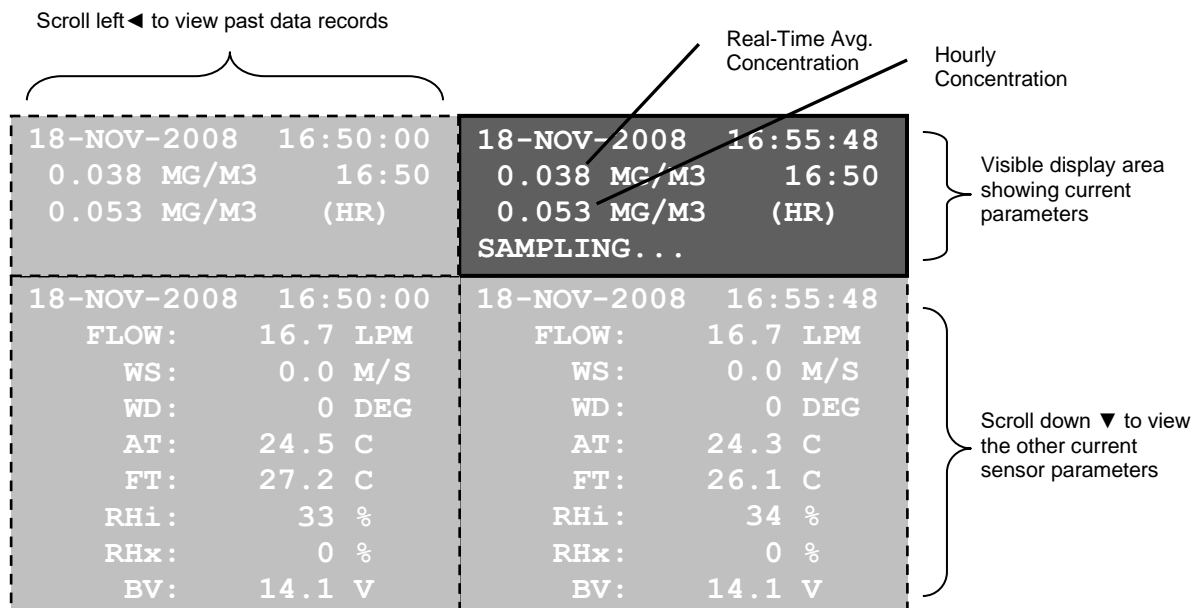 Scroll left◄ to view past data records
Real-Time Avg.
Concentration
Hourly
Concentration
18-NOV-2008 16:50:00
0.038 MG/M3 16:50
0.053 MG/M3 (HR)
18-NOV-2008 16:55:48
0.038 MG/M3 16:50
0.053 MG/M3 (HR)
SAMPLING...
Visible display area
showing current
parameters
18-NOV-2008 16:50:00
FLOW: 16.7 LPM
WS: 0.0 M/S
WD: 0 DEG
AT: 24.5 C
FT: 27.2 C
RHi: 33 %
RHx: 0 %
BV: 14.1 V
18-NOV-2008 16:55:48
FLOW: 16.7 LPM
WS: 0.0 M/S
WD: 0 DEG
AT: 24.3 C
FT: 26.1 C
RHi: 34 %
RHx: 0 %
BV: 14.1 V
Scroll down ▼ to view
the other current
sensor parameters